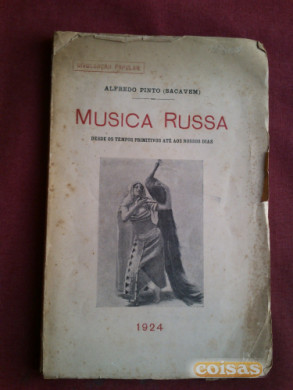 ALFREDO PINTO (SACAVEM)
MUSICA RUSSA
DESDE OS TEMPOS PRIMITIVOS ATÉ AOS NOSSOS DIAS
1924
coisas